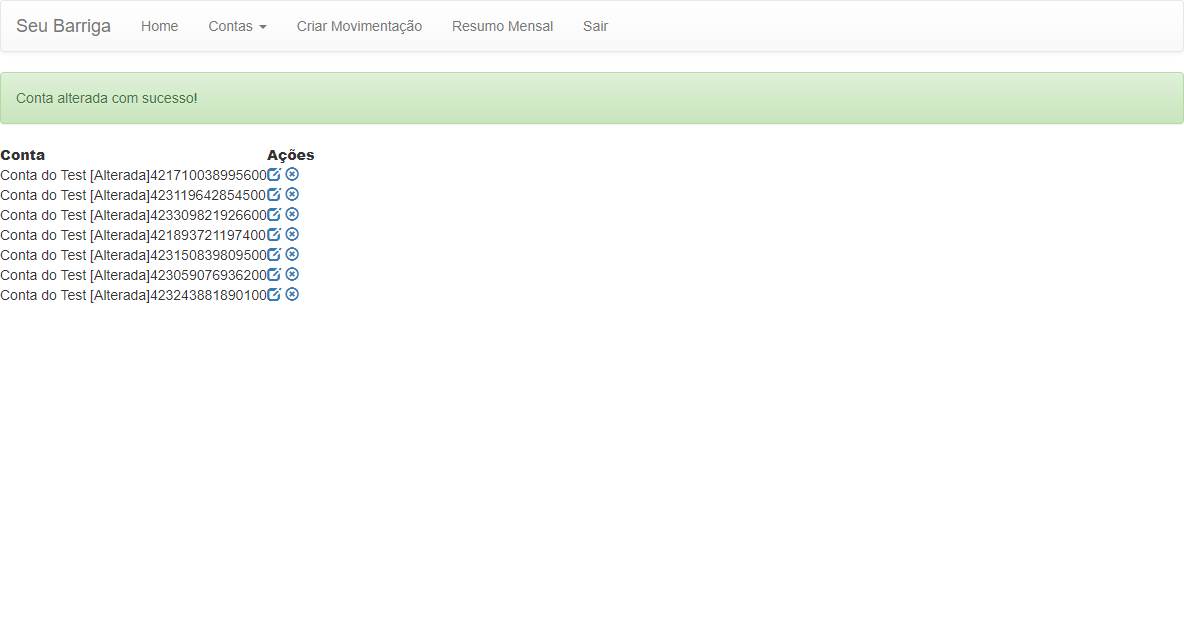 Seu Barriga Home Contas Criar Movimentação Resumo Mensal Sair
Conta alterada com sucesso!
Conta Ações
Conta do Test [Alterada]421710038995600
Conta do Test [Alterada]423119642854500
Conta do Test [Alterada]423309821926600
Conta do Test [Alterada]421893721197400
Conta do Test [Alterada]423150839809500
Conta do Test [Alterada]423059076936200
Conta do Test [Alterada]423243881890100